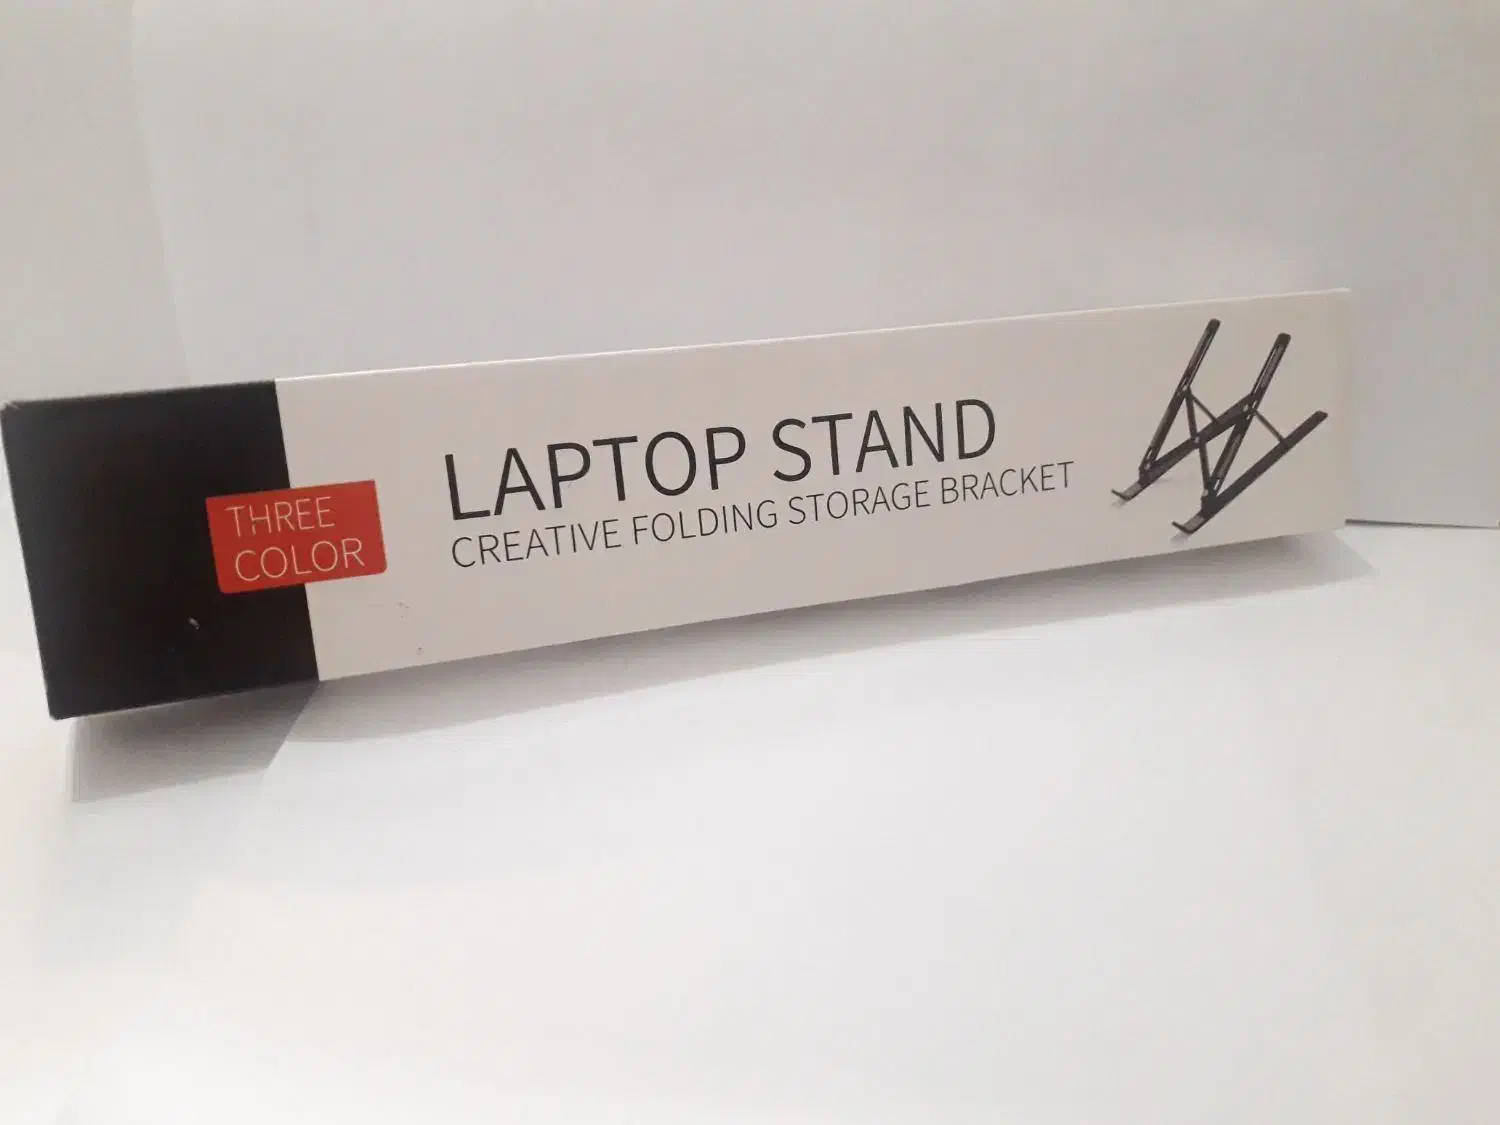 THREE
COLOR
LAPTOP STAND
CREATIVE FOLDING STORAGE BRACKET